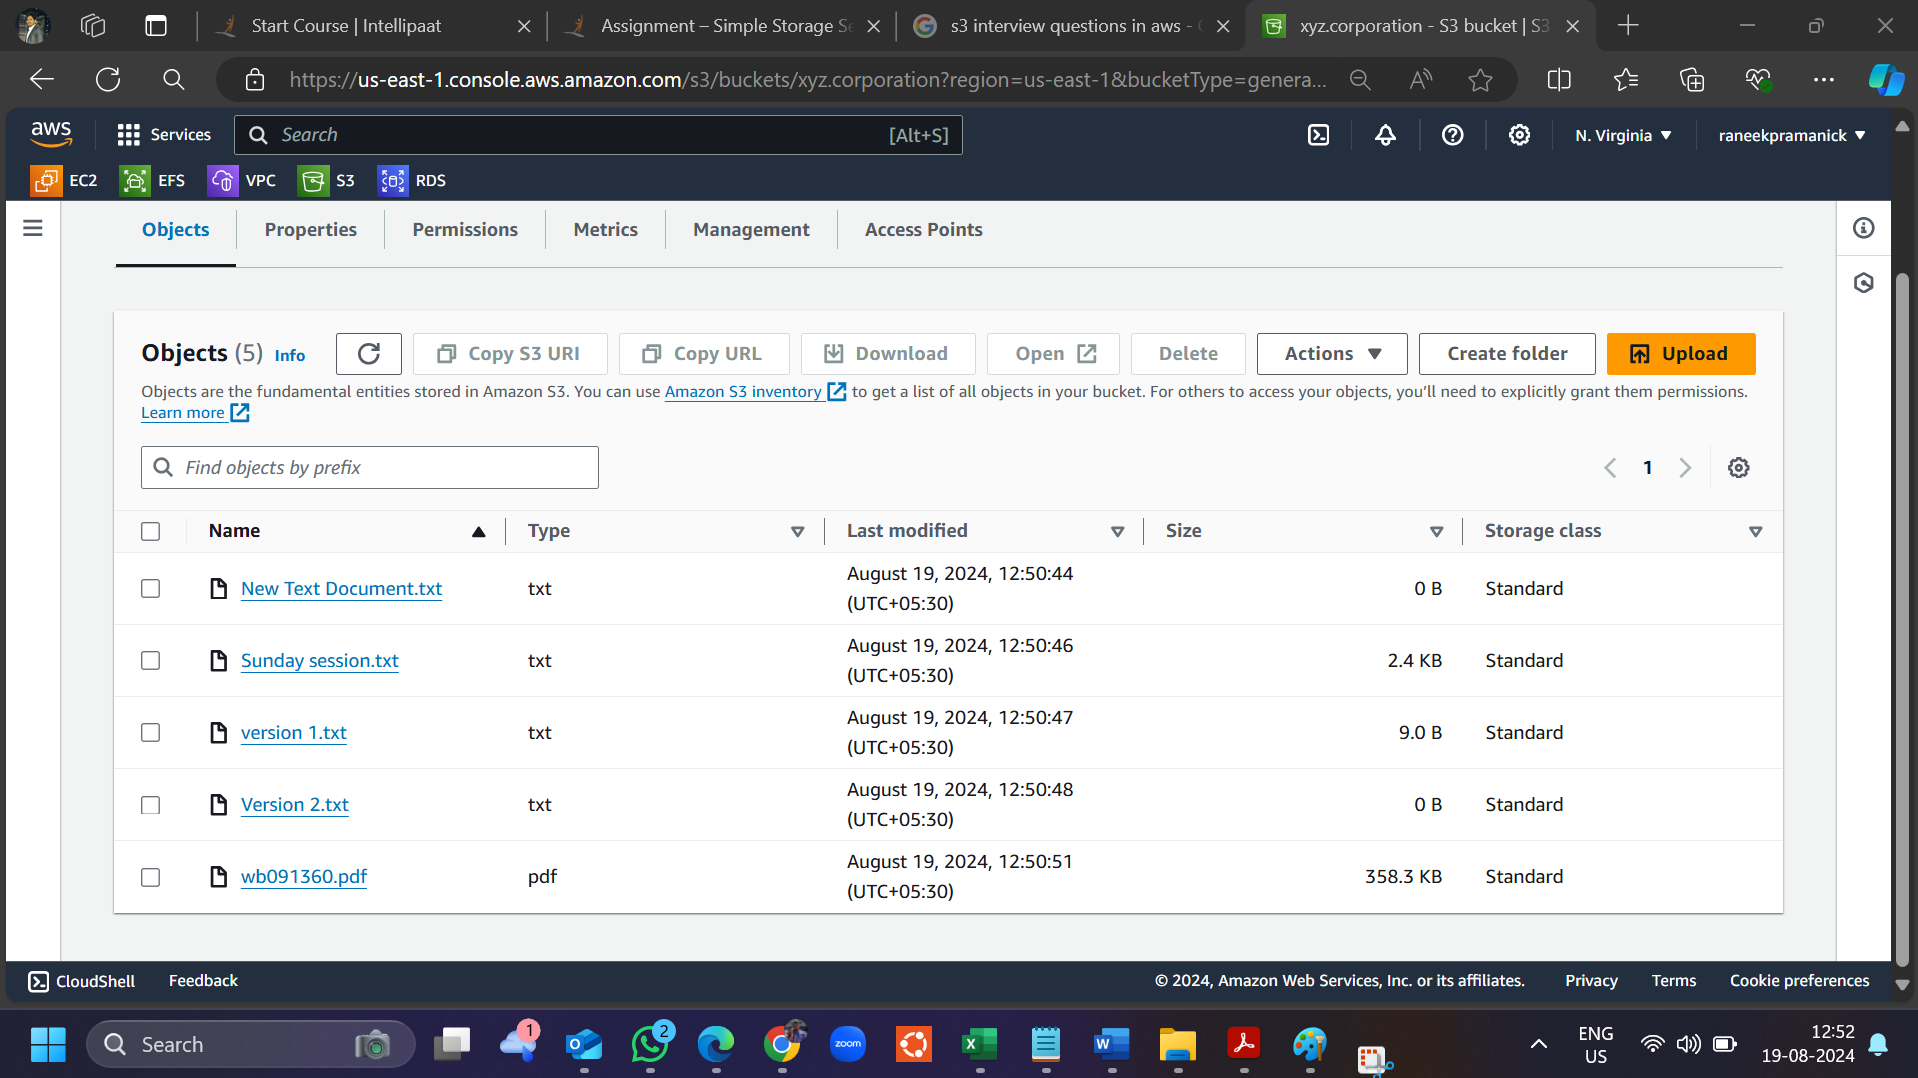 Start Course | Intellipaat
Assignment – Simple Storage Se
s3 interview questions in aws -
xyz.corporation - S3 bucket | S3
https://us-east-1.console.aws.amazon.com/s3/buckets/xyz.corporation?region=us-east-1&bucketType=genera...
aws
Services
Search
[Alt+S]
N. Virginia
raneekpramanick
EC2
EFS
VPC
S3
RDS
Objects
Properties
Permissions
Metrics
Management
Access Points
Objects (5) Info
Copy S3 URI
Copy URL
Download
Open
Delete
Actions
Create folder
Upload
Objects are the fundamental entities stored in Amazon S3. You can use Amazon S3 inventory to get a list of all objects in your bucket. For others to access your objects, you’ll need to explicitly grant them permissions.
Learn more
Find objects by prefix
1
Name Type Last modified Size Storage class
New Text Document.txt txt August 19, 2024, 12:50:44 (UTC+05:30) 0 B Standard
Sunday session.txt txt August 19, 2024, 12:50:46 (UTC+05:30) 2.4 KB Standard
version 1.txt txt August 19, 2024, 12:50:47 (UTC+05:30) 9.0 B Standard
Version 2.txt txt August 19, 2024, 12:50:48 (UTC+05:30) 0 B Standard
wb091360.pdf pdf August 19, 2024, 12:50:51 (UTC+05:30) 358.3 KB Standard
CloudShell
Feedback
© 2024, Amazon Web Services, Inc. or its affiliates.
Privacy
Terms
Cookie preferences
Search
1
2
zoom
ENG
US
12:52
19-08-2024